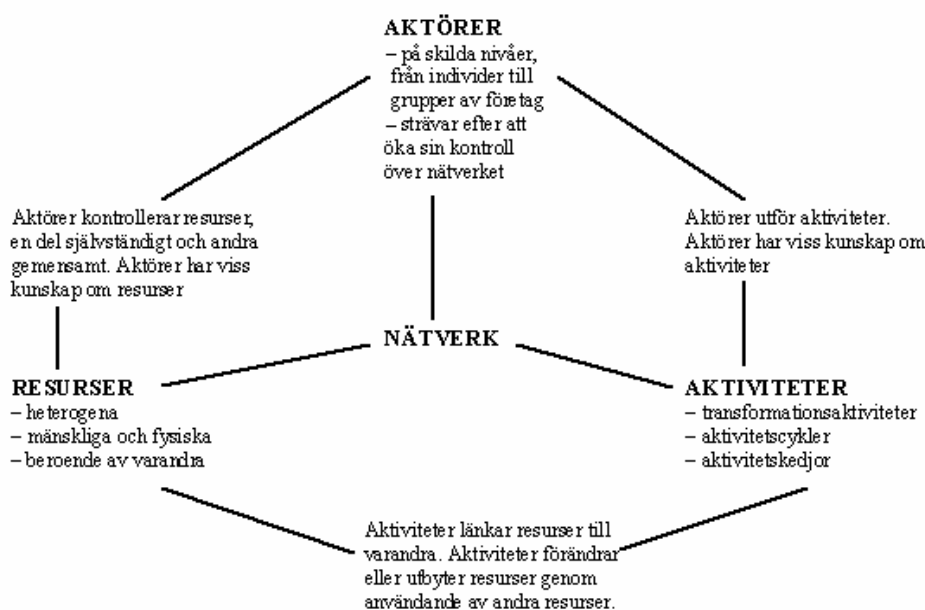 AKTÖRER
– på skilda nivåer,
från individer till
grupper av företag
– strävar efter att
öka sin kontroll
över nätverket
Aktörer kontrollerar resurser,
en del självständigt och andra
gemensamt. Aktörer har viss
kunskap om resurser
Aktörer utför aktiviteter.
Aktörer har viss kunskap om
aktiviteter
NÄTVERK
RESURSER
– heterogena
– mänskliga och fysiska
– beroende av varandra
AKTIVITETER
– transformationsaktiviteter
– aktivitetscykler
– aktivitetskedjor
Aktiviteter länkar resurser till
varandra. Aktiviteter förändrar
eller utbyter resurser genom
användande av andra resurser.